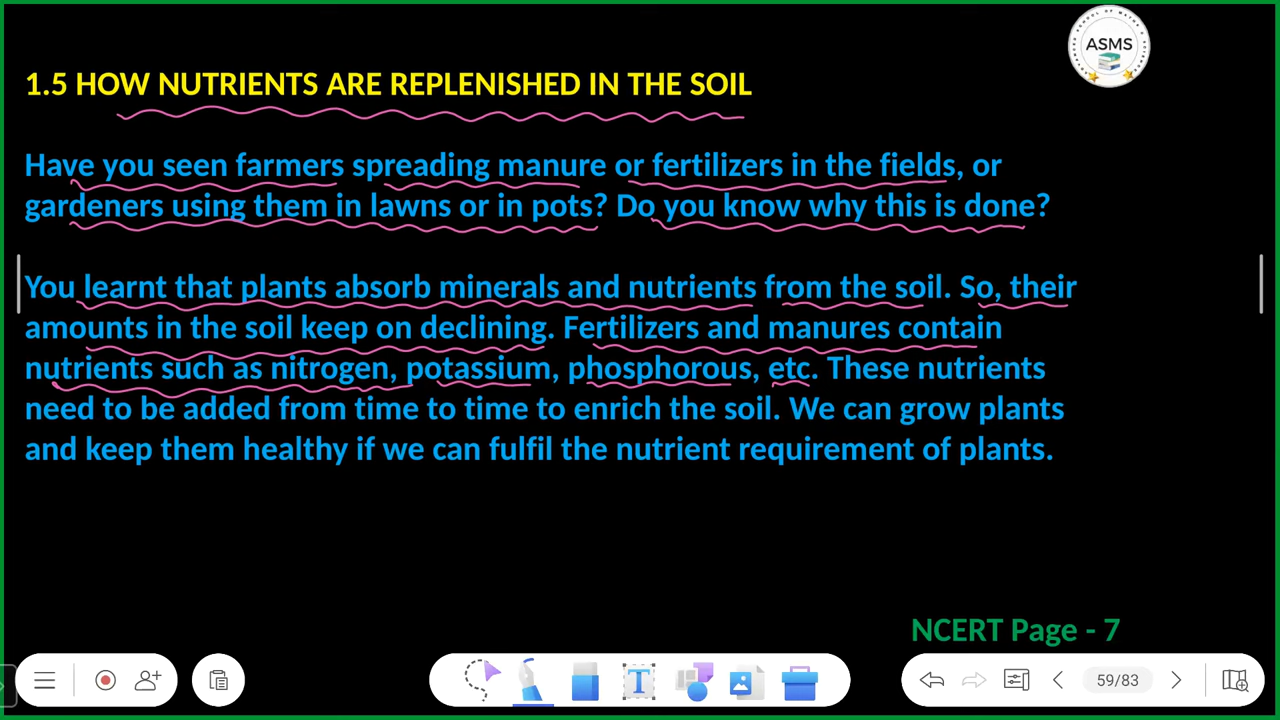 ASMS
1.5 HOW NUTRIENTS ARE REPLENISHED IN THE SOIL
Have you seen farmers spreading manure or fertilizers in the fields, or
gardeners using them in lawns or in pots? Do you know why this is done?
You learnt that plants absorb minerals and nutrients from the soil. So, their
amounts in the soil keep on declining. Fertilizers and manures contain
nutrients such as nitrogen, potassium, phosphorous, etc. These nutrients
need to be added from time to time to enrich the soil. We can grow plants
and keep them healthy if we can fulfil the nutrient requirement of plants.
NCERT Page - 7
59/83